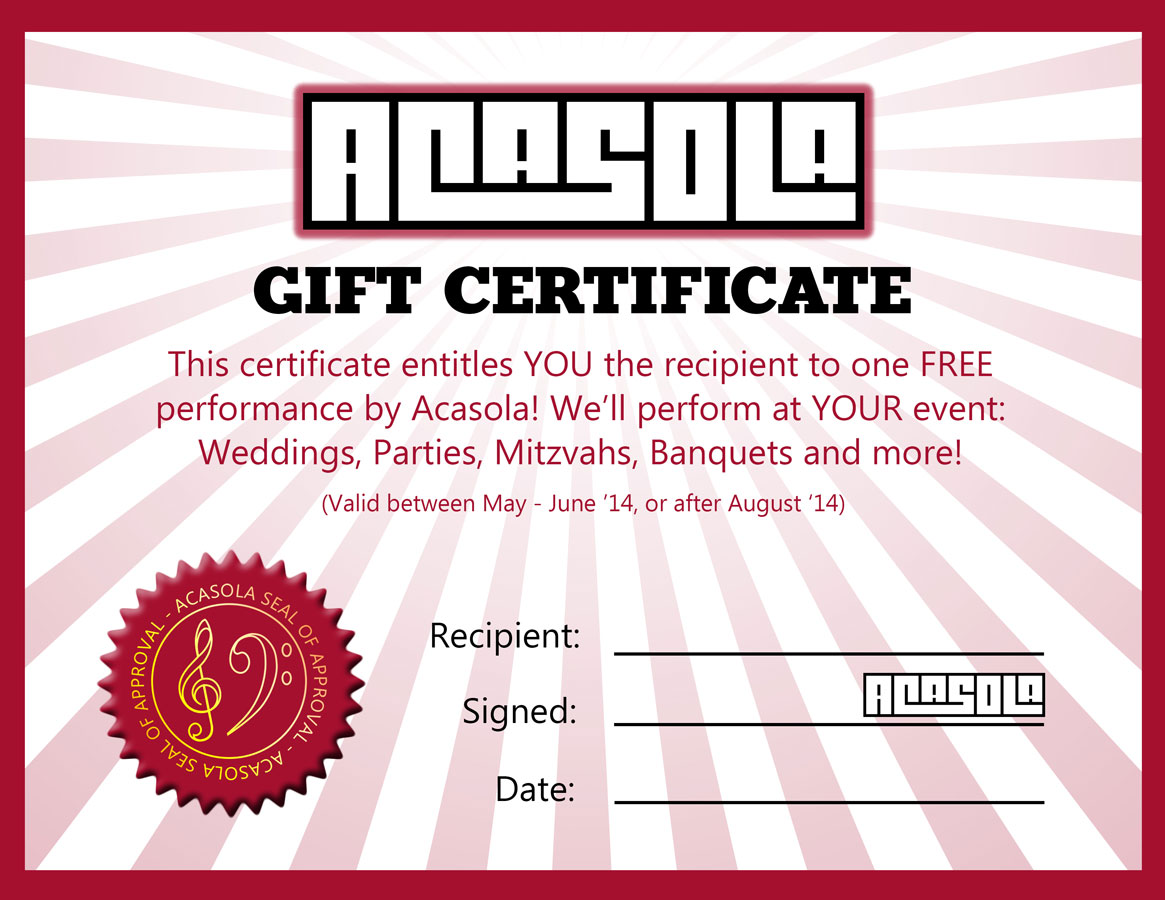 ACASOLA
GIFT CERTIFICATE
This certificate entitles YOU the recipient to one FREE
performance by Acasola! We’ll perform at YOUR event:
Weddings, Parties, Mitzvahs, Banquets and more!
(Valid between May - June ’14, or after August ‘14)
ACASOLA SEAL OF APPROVAL - ACASOLA SEAL OF APPROVAL -
Recipient:
Signed: ACASOLA
Date: